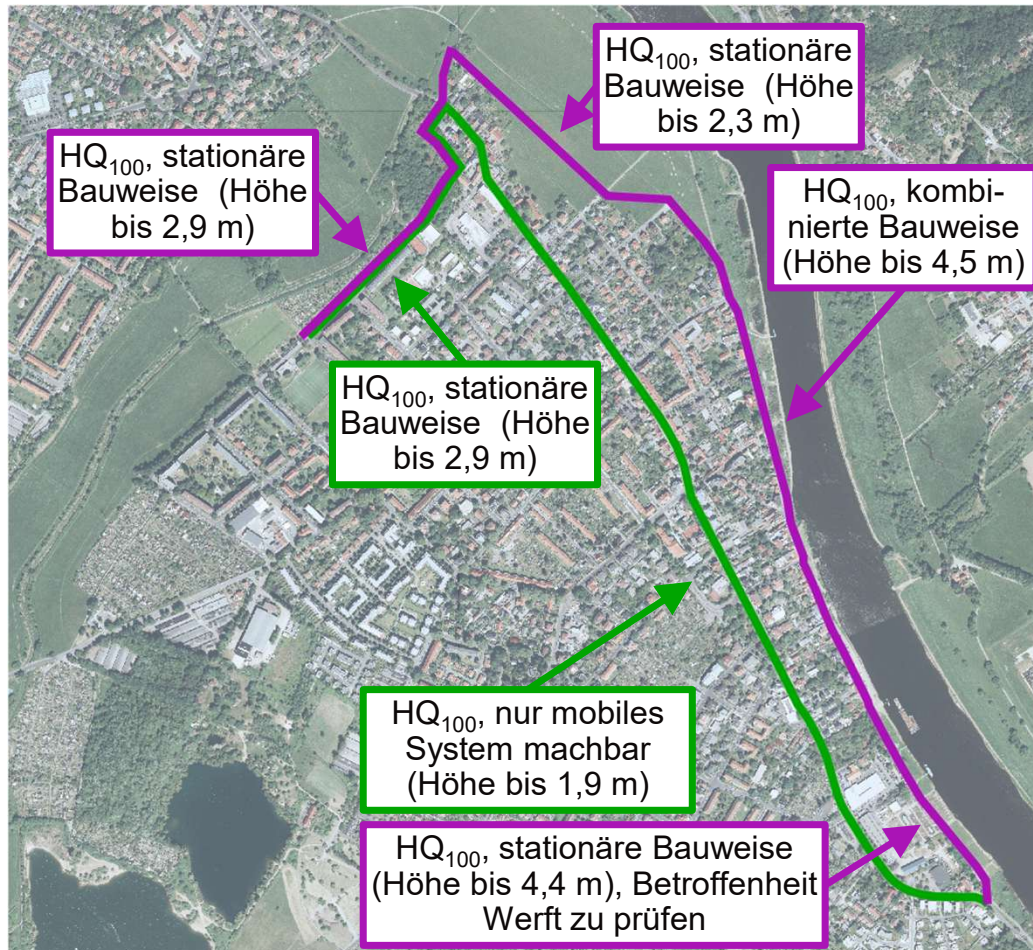 HQ₁₀₀, stationäre
Bauweise (Höhe
bis 2,3 m)
HQ₁₀₀, stationäre
Bauweise (Höhe
bis 2,9 m)
HQ₁₀₀, kombi-
nierte Bauweise
(Höhe bis 4,5 m)
HQ₁₀₀, stationäre
Bauweise (Höhe
bis 2,9 m)
HQ₁₀₀, nur mobiles
System machbar
(Höhe bis 1,9 m)
HQ₁₀₀, stationäre Bauweise
(Höhe bis 4,4 m), Betroffenheit
Werft zu prüfen